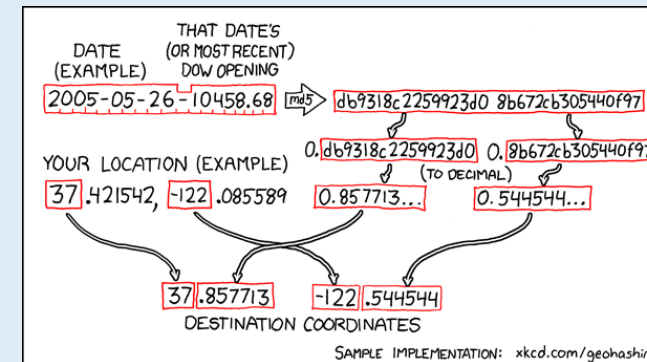 DATE
(EXAMPLE)
THAT DATE'S
(OR MOST RECENT)
DOW OPENING
2005-05-26-10458.68
md5
db9318c2259923d0 8b672cb305440f97
YOUR LOCATION (EXAMPLE)
37.421542, -122.085589
0.db9318c2259923d0 0.8b672cb305440f97
(TO DECIMAL)
0.857713... 0.544544...
37.857713 -122.544544
DESTINATION COORDINATES
SAMPLE IMPLEMENTATION: xkcd.com/geohashin